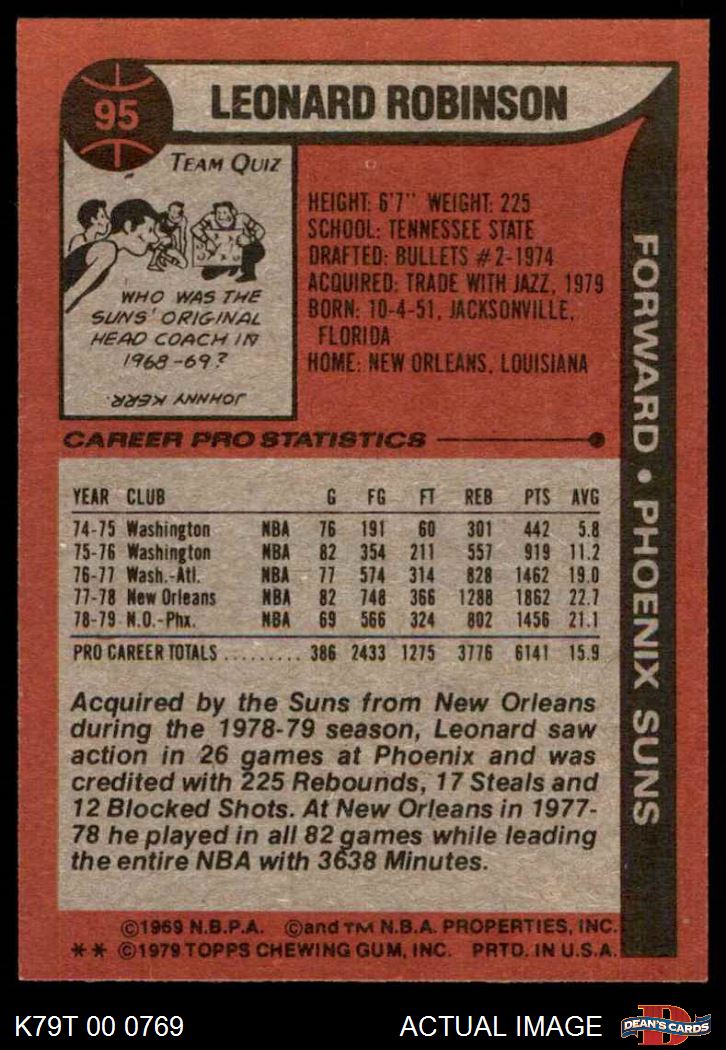 95
LEONARD ROBINSON
TEAM QUIZ
WHO WAS THE
SUNS' ORIGINAL
HEAD COACH IN
1968-69?
JOHNNY KERR
HEIGHT: 6'7" WEIGHT: 225
SCHOOL: TENNESSEE STATE
DRAFTED: BULLETS #2-1974
ACQUIRED: TRADE WITH JAZZ, 1979
BORN: 10-4-51, JACKSONVILLE,
FLORIDA
HOME: NEW ORLEANS, LOUISIANA
FORWARD • PHOENIX SUNS
CAREER PRO STATISTICS
YEAR CLUB G FG FT REB PTS AVG
74-75 Washington NBA 76 191 60 301 442 5.8
75-76 Washington NBA 82 354 211 557 919 11.2
76-77 Wash.-Atl. NBA 77 574 314 828 1462 19.0
77-78 New Orleans NBA 82 748 366 1288 1862 22.7
78-79 N.O.-Phx. NBA 69 566 324 802 1456 21.1
PRO CAREER TOTALS ......... 386 2433 1275 3776 6141 15.9
Acquired by the Suns from New Orleans
during the 1978-79 season, Leonard saw
action in 26 games at Phoenix and was
credited with 225 Rebounds, 17 Steals and
12 Blocked Shots. At New Orleans in 1977-
78 he played in all 82 games while leading
the entire NBA with 3638 Minutes.
©1969 N.B.P.A. ©and TM N.B.A. PROPERTIES, INC.
** ©1979 TOPPS CHEWING GUM, INC. PRTD. IN U.S.A.
K79T 00 0769
ACTUAL IMAGE
D
DEAN'S CARDS